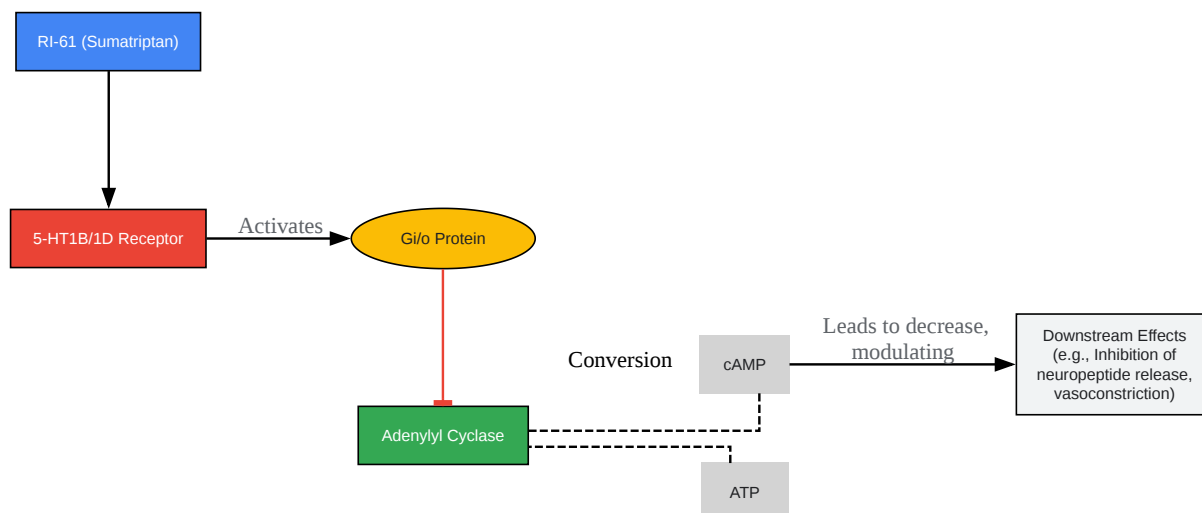 RI-61 (Sumatriptan)
5-HT1B/1D Receptor
Activates
Gi/o Protein
Conversion
cAMP
Leads to decrease,
modulating
Downstream Effects
(e.g., Inhibition of
neuropeptide release,
vasoconstriction)
Adenylyl Cyclase
ATP